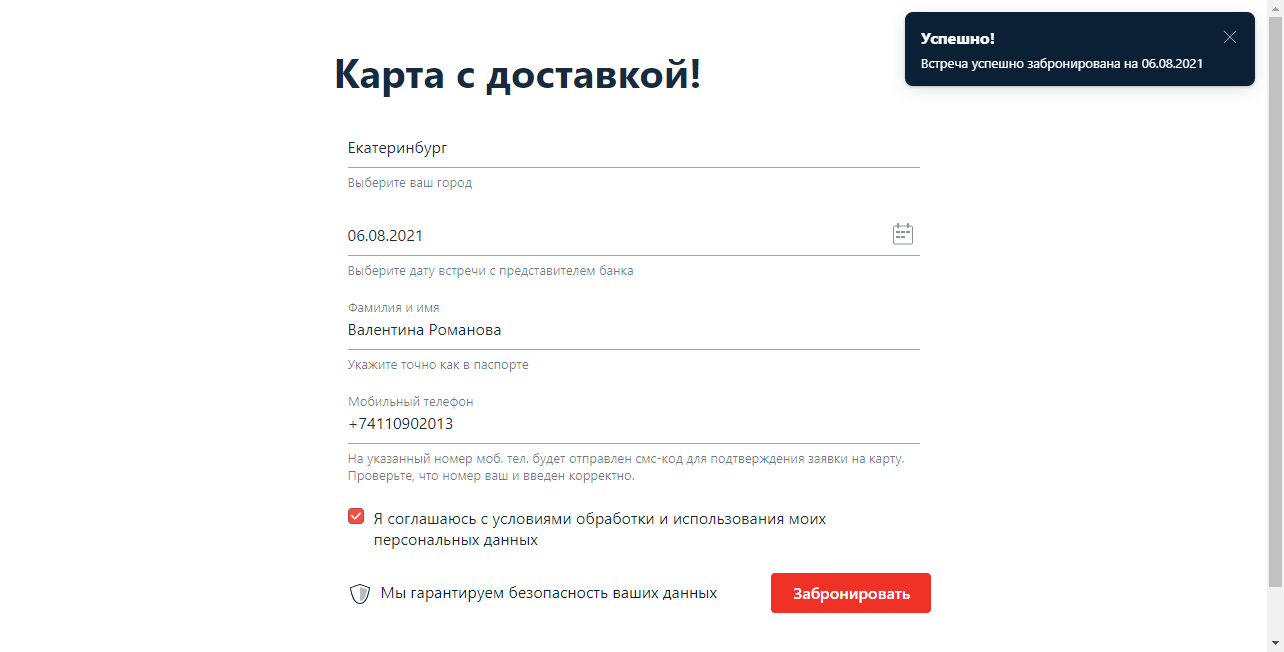 Успешно!
Встреча успешно забронирована на 06.08.2021
Карта с доставкой!
Екатеринбург
Выберите ваш город
06.08.2021
Выберите дату встречи с представителем банка
Фамилия и имя
Валентина Романова
Укажите точно как в паспорте
Мобильный телефон
+74110902013
На указанный номер моб. тел. будет отправлен смс-код для подтверждения заявки на карту.
Проверьте, что номер ваш и введен корректно.
Я соглашаюсь с условиями обработки и использования моих
персональных данных
Мы гарантируем безопасность ваших данных
Забронировать